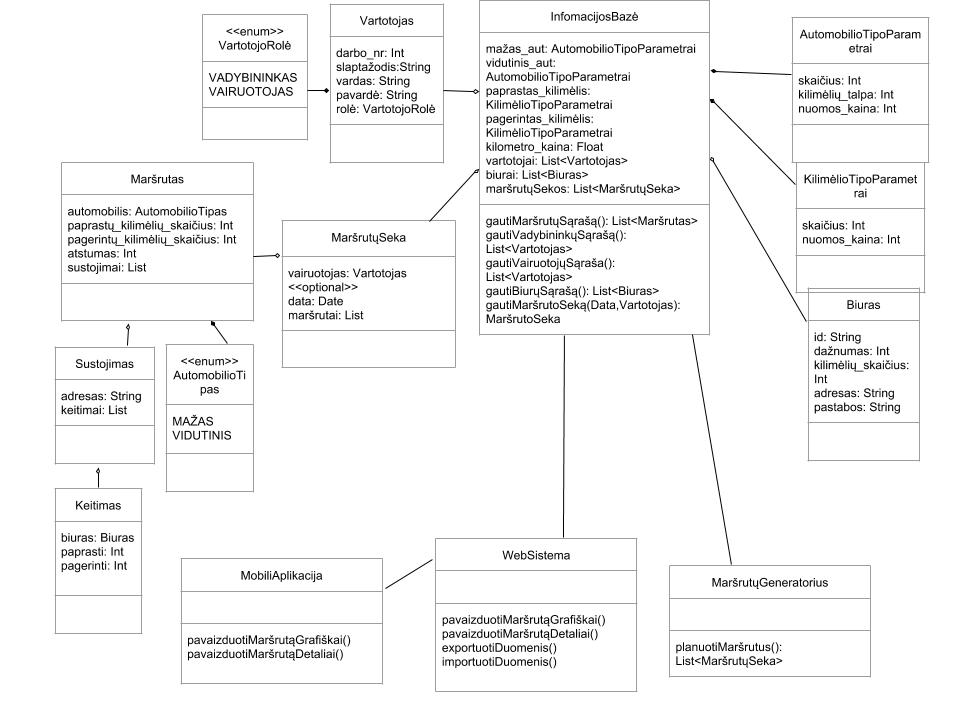 <<enum>>
VartotojoRolė
VADYBININKAS
VAIRUOTOJAS
Vartotojas
darbo_nr: Int
slaptažodis:String
vardas: String
pavardė: String
rolė: VartotojoRolė
InfomacijosBazė
mažas_aut: AutomobilioTipoParametrai
vidutinis_aut:
AutomobilioTipoParametrai
paprastas_kilimėlis:
KilimėlioTipoParametrai
pagerintas_kilimėlis:
KilimėlioTipoParametrai
kilometro_kaina: Float
vartotojai: List<Vartotojas>
biurai: List<Biuras>
maršrutųSekos: List<MaršrutųSeka>
gautiMaršrutųSąrašą(): List<Maršrutas>
gautiVadybininkųSąrašą():
List<Vartotojas>
gautiVairuotojųSąraša():
List<Vartotojas>
gautiBiurųSąrašą(): List<Biuras>
gautiMaršrutoSeką(Data,Vartotojas):
MaršrutoSeka
AutomobilioTipoParam
etrai
skaičius: Int
kilimėlių_talpa: Int
nuomos_kaina: Int
KilimėlioTipoParamet
rai
skaičius: Int
nuomos_kaina: Int
Biuras
id: String
dažnumas: Int
kilimėlių_skaičius:
Int
adresas: String
pastabos: String
Maršrutas
automobilis: AutomobilioTipas
paprastų_kilimėlių_skaičius: Int
pagerintų_kilimėlių_skaičius: Int
atstumas: Int
sustojimai: List
MaršrutųSeka
vairuotojas: Vartotojas
<<optional>>
data: Date
maršrutai: List
Sustojimas
adresas: String
keitimai: List
<<enum>>
AutomobilioTi
pas
MAŽAS
VIDUTINIS
Keitimas
biuras: Biuras
paprasti: Int
pagerinti: Int
MobiliAplikacija
pavaizduotiMaršrutąGrafiškai()
pavaizduotiMaršrutąDetaliai()
WebSistema
pavaizduotiMaršrutąGrafiškai()
pavaizduotiMaršrutąDetaliai()
exportuotiDuomenis()
importuotiDuomenis()
MaršrutųGeneratorius
planuotiMaršrutus():
List<MaršrutųSeka>